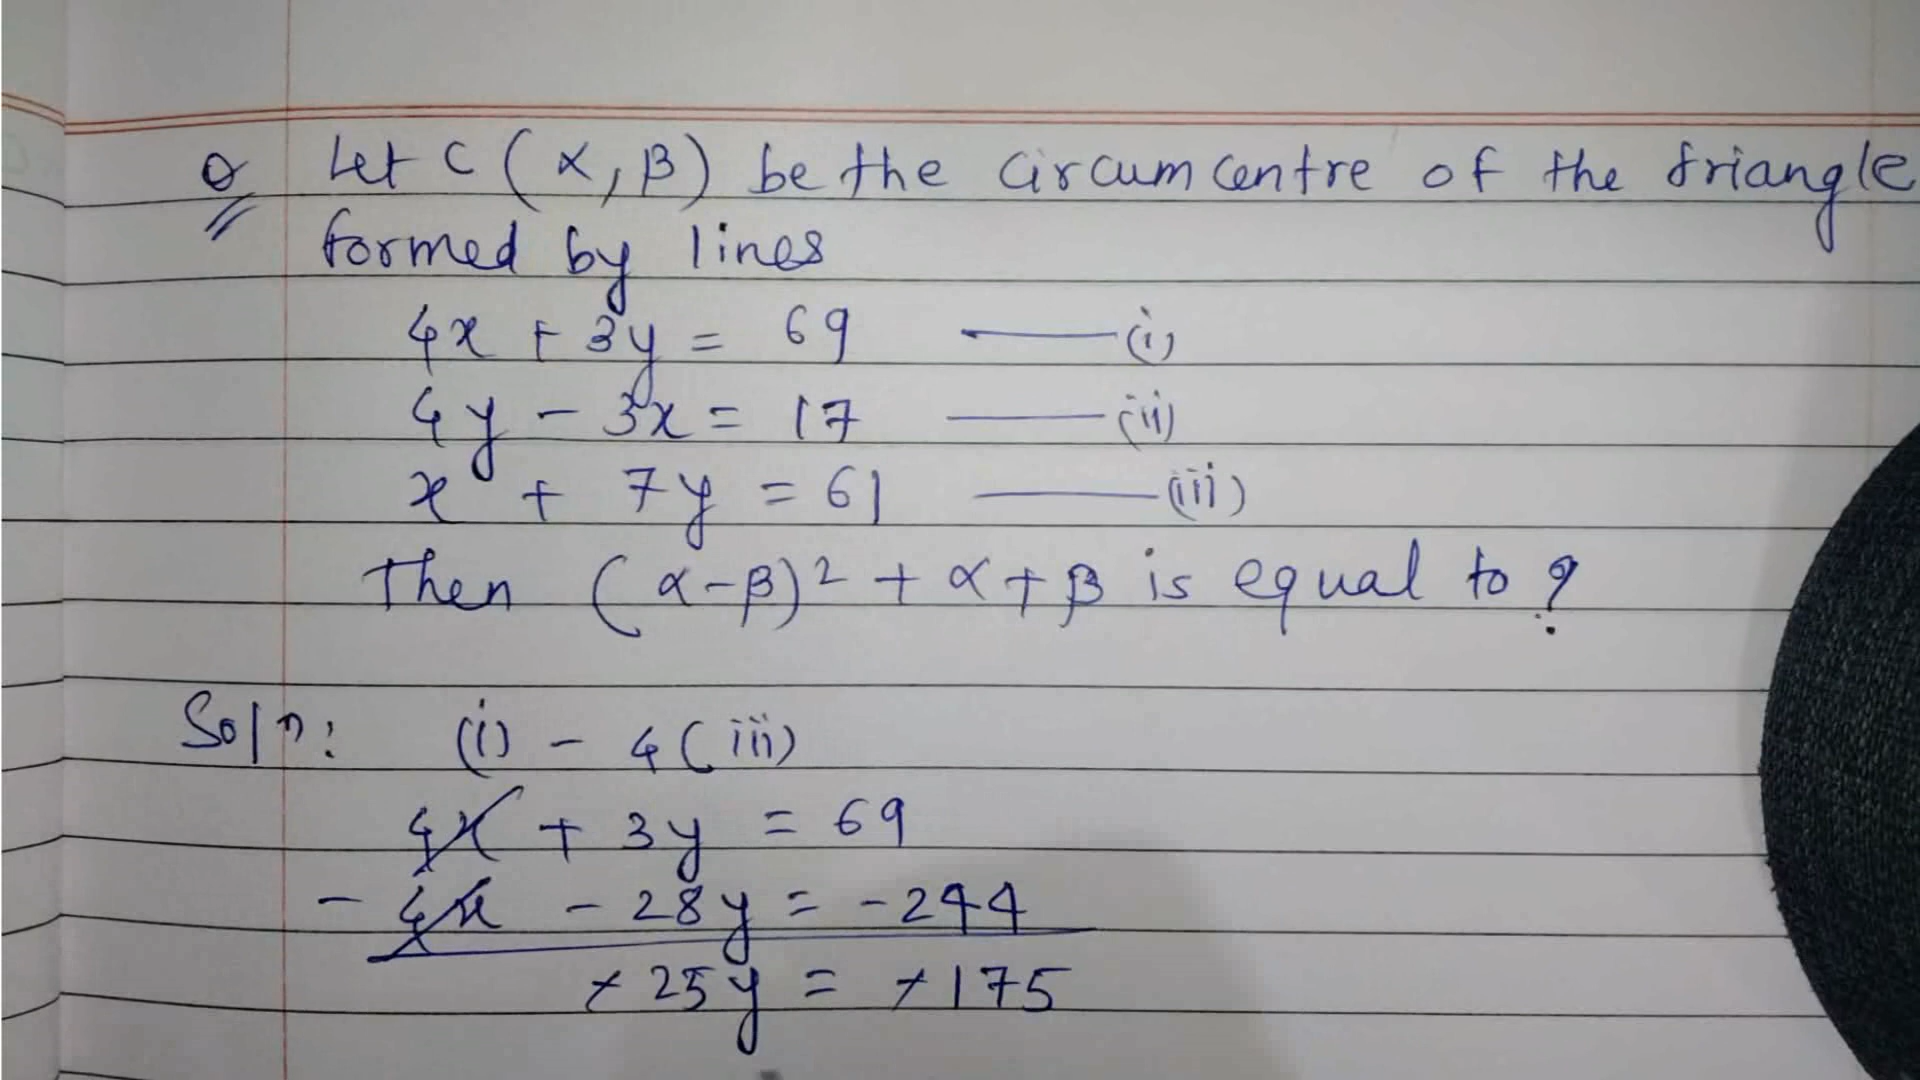 Q Let C (α, β) be the circumcentre of the triangle
formed by lines
4x + 3y = 69 —— (i)
4y - 3x = 17 —— (ii)
x + 7y = 61 —— (iii)
Then (α-β)² + α + β is equal to ?
Soln: (i) - 4(iii)
4x + 3y = 69
- 4x - 28y = -244
+ 25y = +175